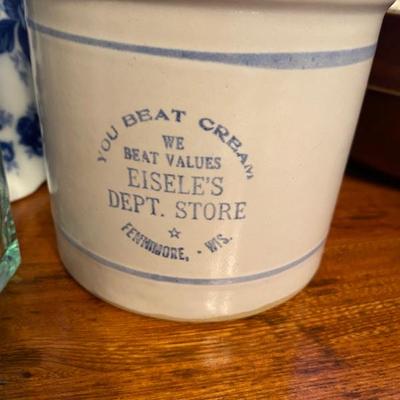 YOU BEAT CREAM
WE
BEAT VALUES
EISELE'S
DEPT. STORE
FENNIMORE, - WIS.